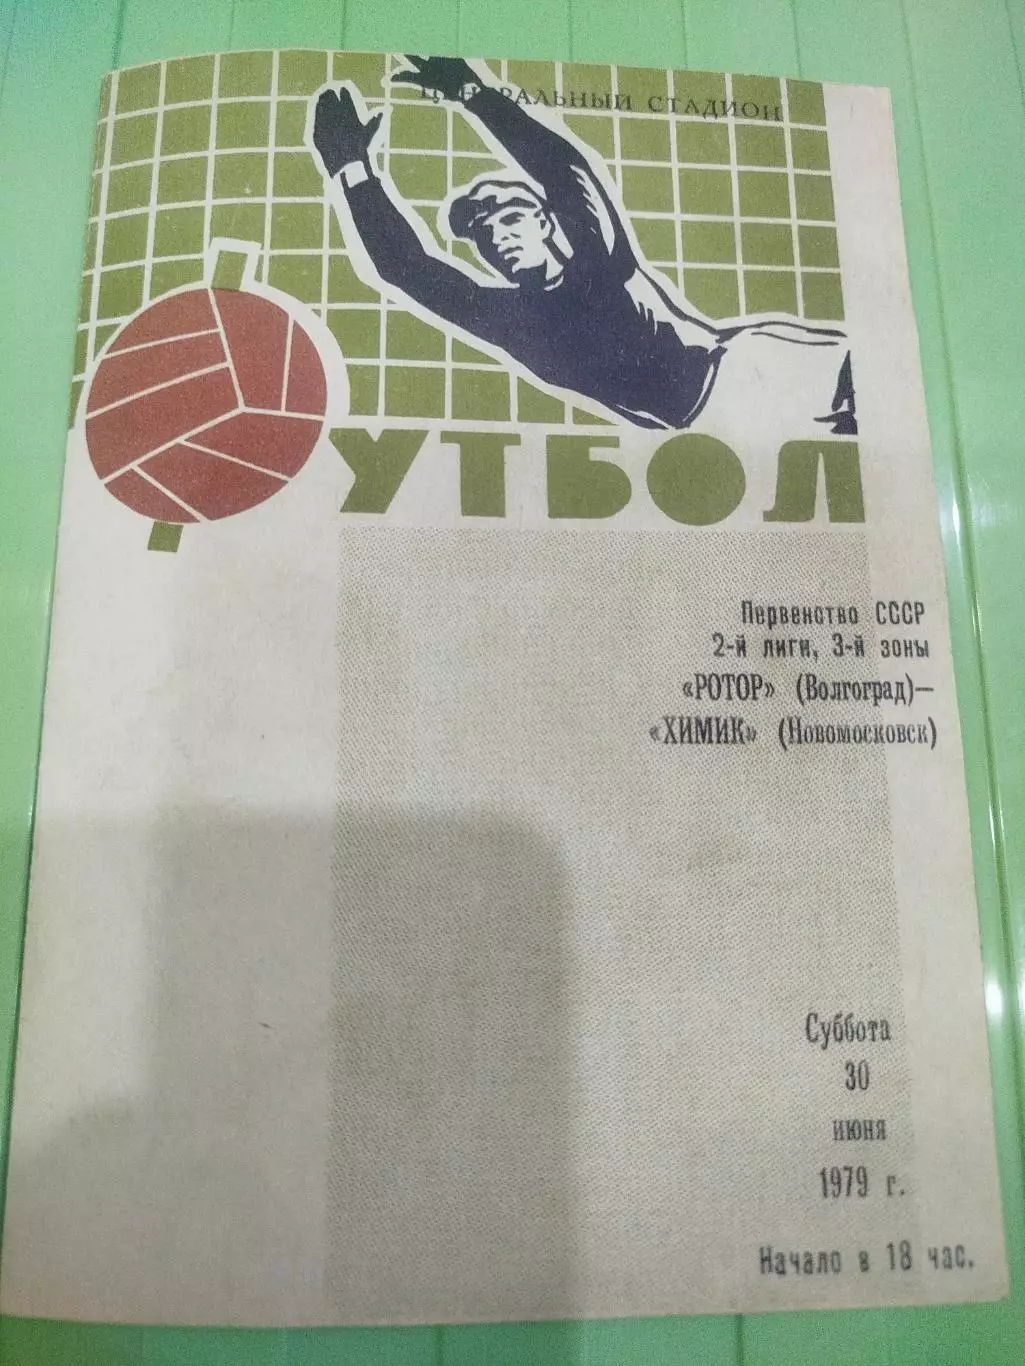 ЦЕНТРАЛЬНЫЙ СТАДИОН
ФУТБОЛ
Первенство СССР
2-й лиги, 3-й зоны
«РОТОР» (Волгоград)—
«ХИМИК» (Новомосковск)
Суббота
30
июня
1979 г.
Начало в 18 час.